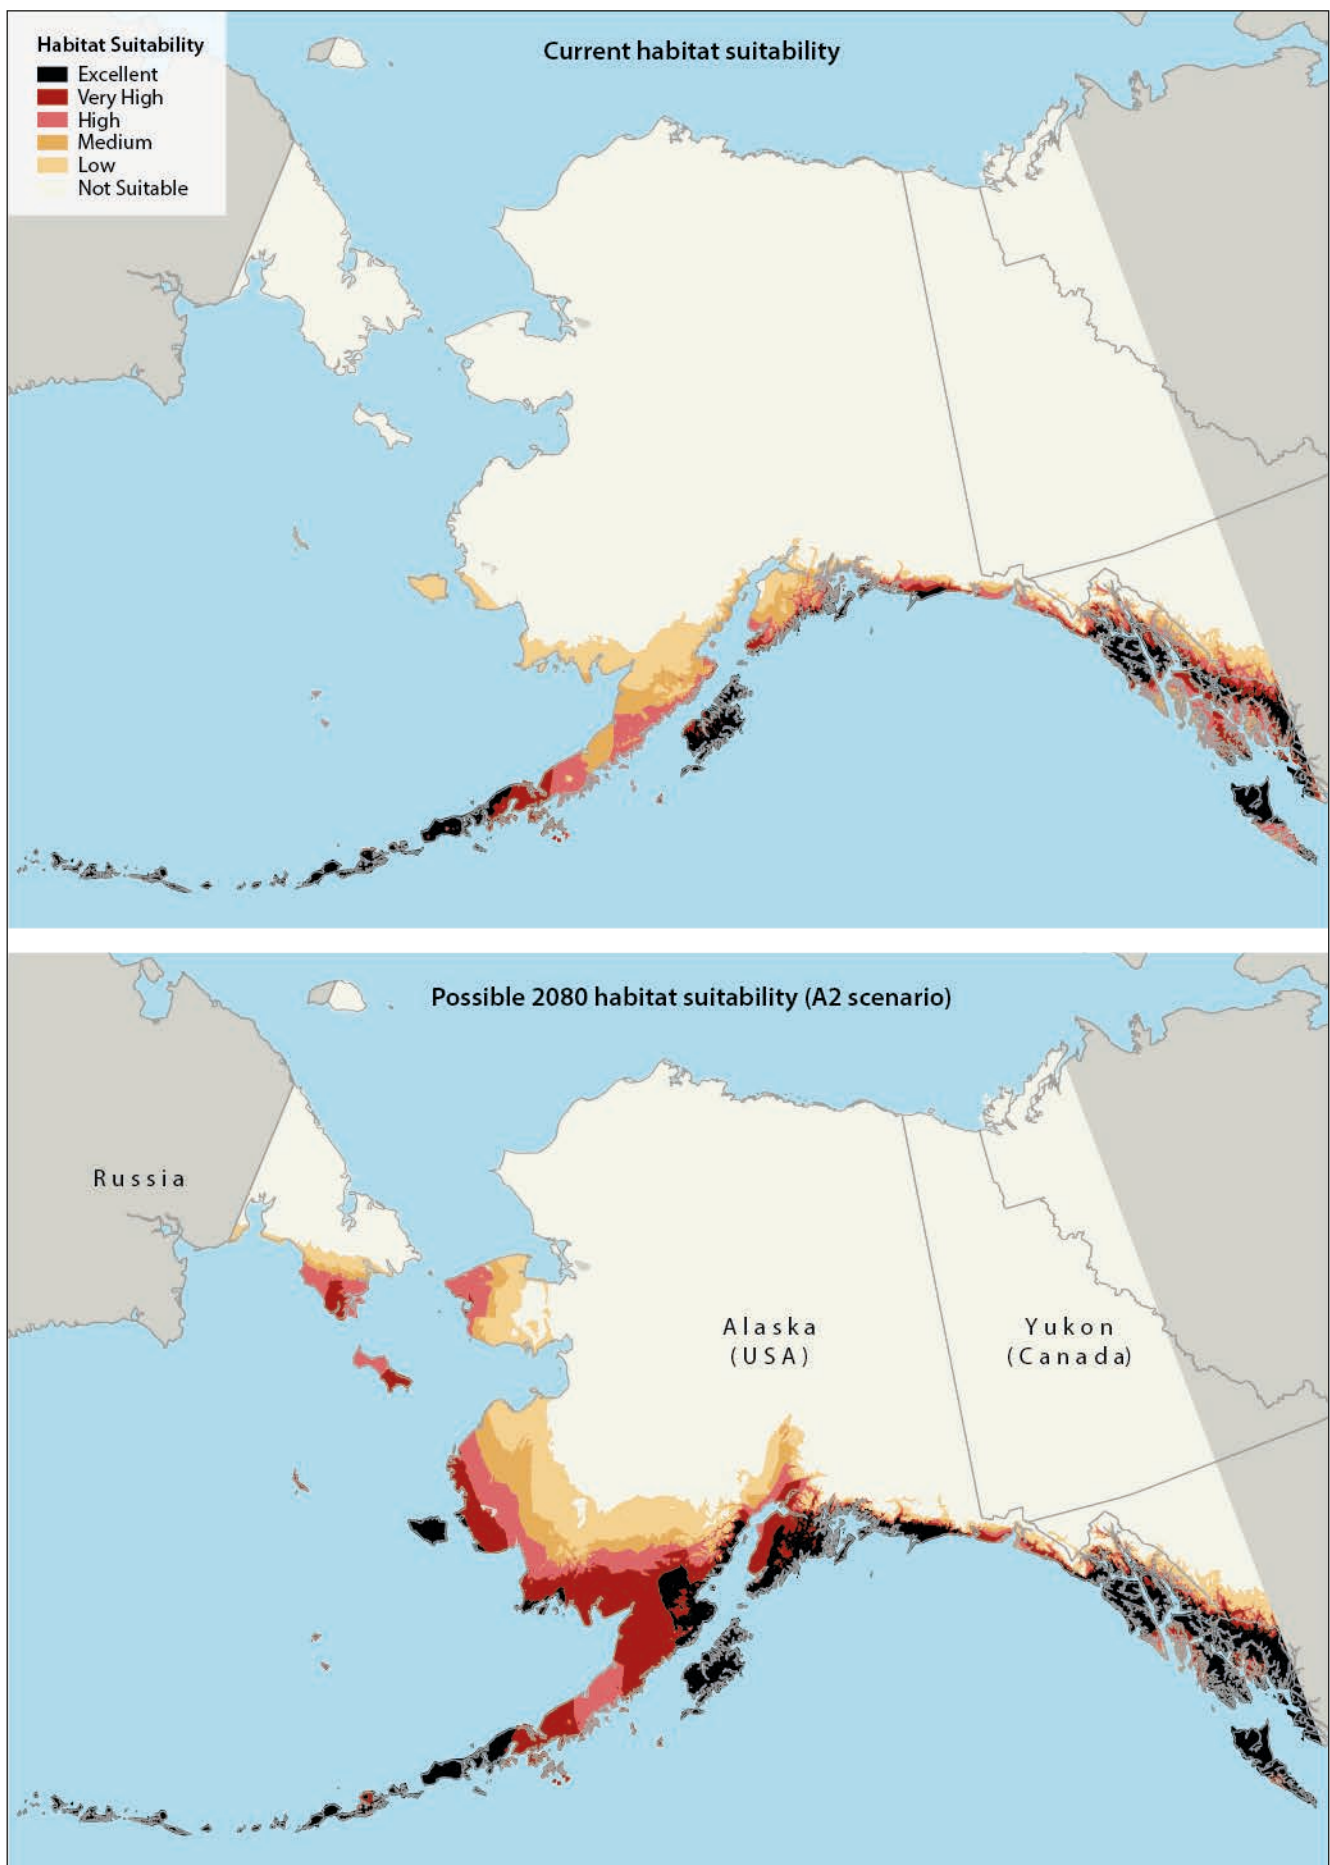 Habitat Suitability
Excellent
Very High
High
Medium
Low
Not Suitable
Current habitat suitability
Possible 2080 habitat suitability (A2 scenario)
Russia
Alaska
(USA)
Yukon
(Canada)